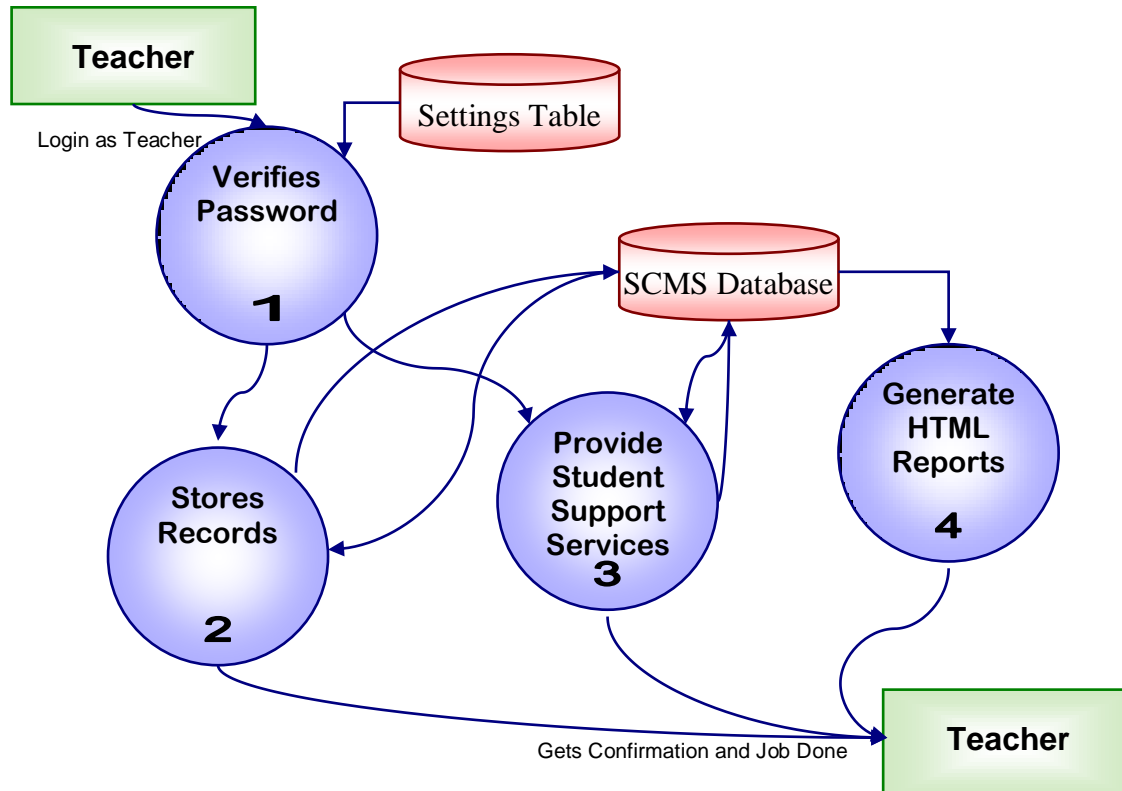 Teacher
Settings Table
Login as Teacher
Verifies
Password
1
SCMS Database
Generate
HTML
Reports
4
Provide
Student
Support
Services
3
Stores
Records
2
Teacher
Gets Confirmation and Job Done